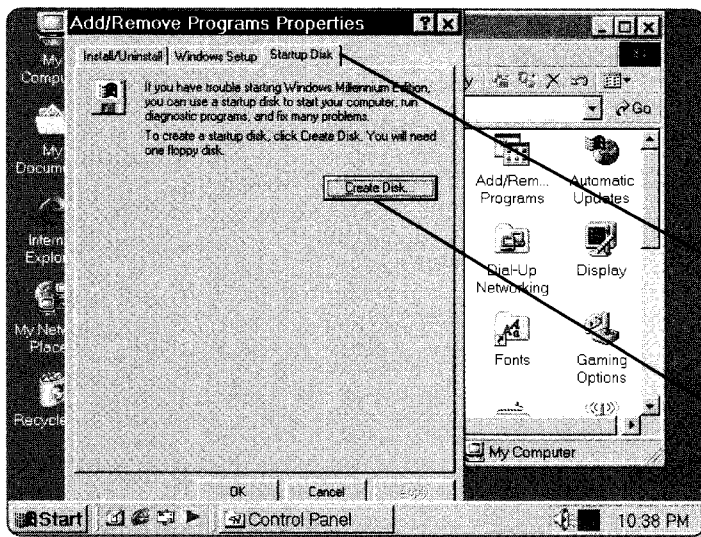 Add/Remove Programs Properties
Install/Uninstall Windows Setup Startup Disk
If you have trouble starting Windows Millennium Edition,
you can use a startup disk to start your computer, run
diagnostic programs, and fix many problems.
To create a startup disk, click Create Disk. You will need
one floppy disk.
Create Disk...
OK Cancel Apply
My
Compu
My
Docum
Intern
Explo
My Netw
Place
Recycle
y
Go
Add/Rem...
Programs
Automatic
Updates
Dial-Up
Networking
Display
Fonts
Gaming
Options
My Computer
Start
Control Panel
10:38 PM